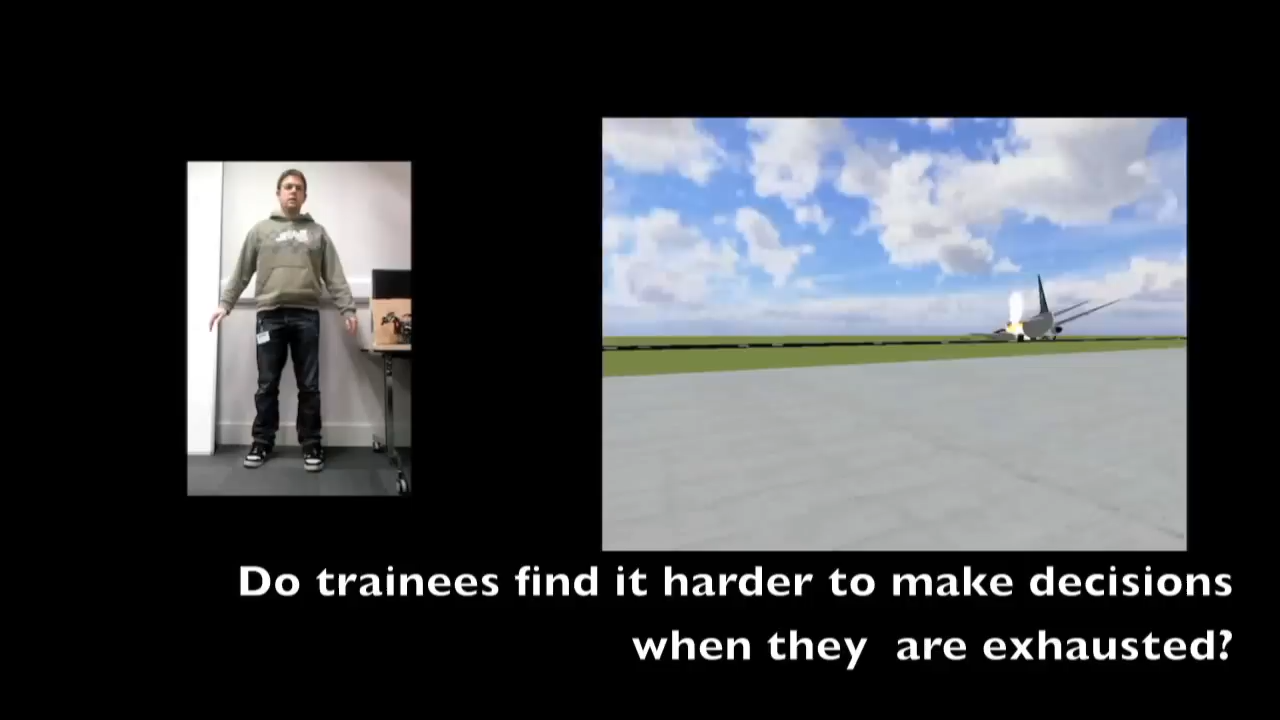 Do trainees find it harder to make decisions
when they  are exhausted?